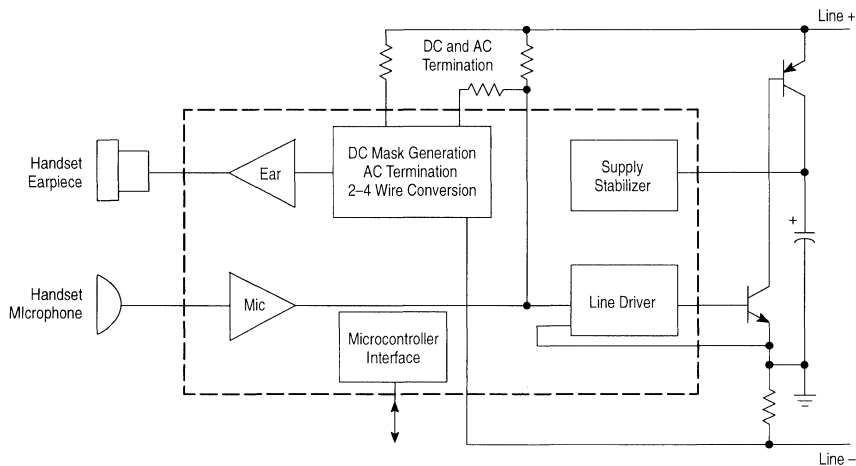 Line +
DC and AC
Termination
Handset
Earpiece
Ear
DC Mask Generation
AC Termination
2–4 Wire Conversion
Supply
Stabilizer
+
Handset
MIcrophone
Mic
Line Driver
Microcontroller
Interface
Line –